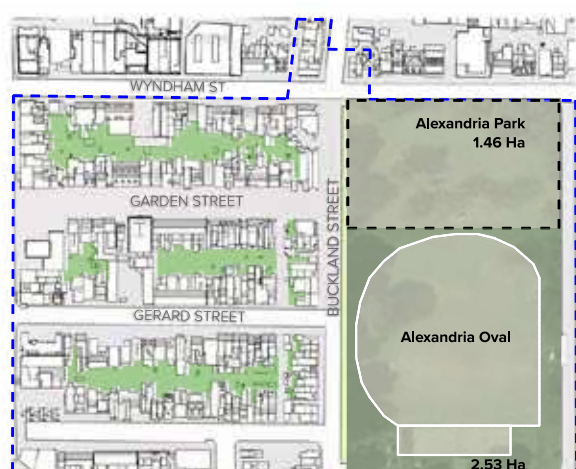 WYNDHAM ST
Alexandria Park
1.46 Ha
GARDEN STREET
BUCKLAND STREET
GERARD STREET
Alexandria Oval
2.53 Ha